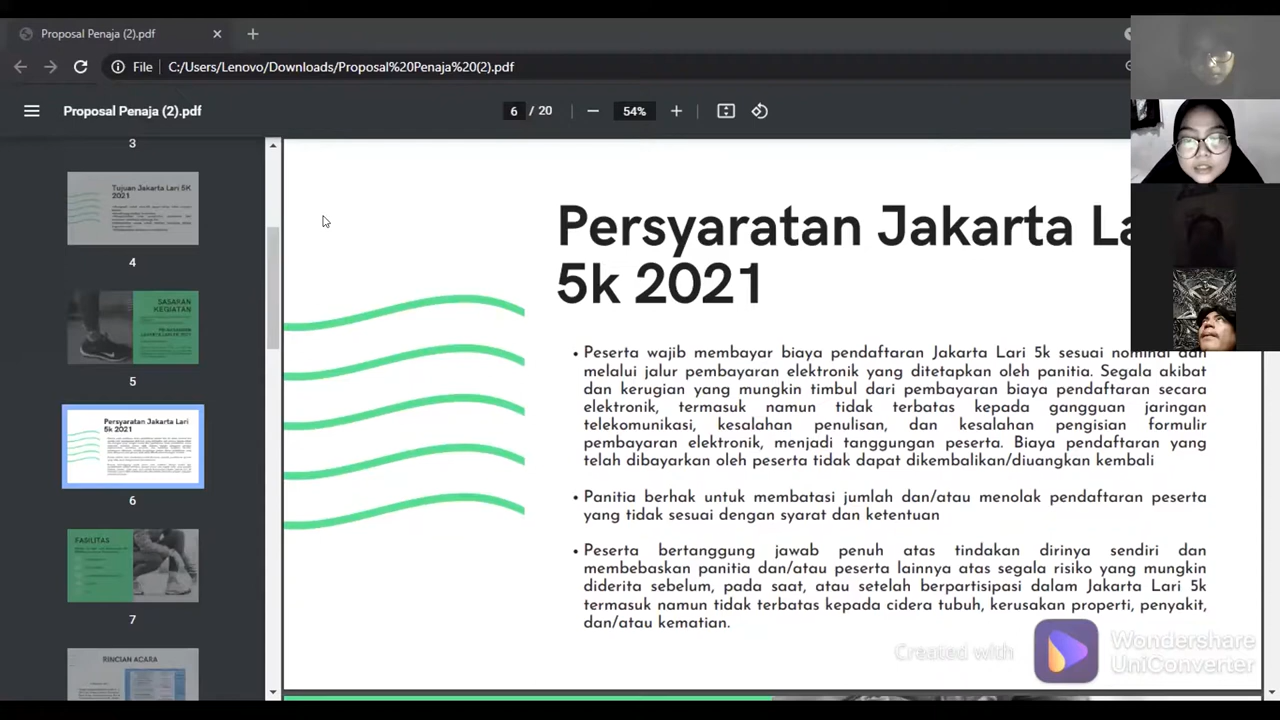 Proposal Penaja (2).pdf
File C:/Users/Lenovo/Downloads/Proposal%20Penaja%20(2).pdf
Proposal Penaja (2).pdf
6 / 20
54%
3
Tujuan Jakarta Lari 5K
2021
4
SASARAN
KEGIATAN
5
Persyaratan Jakarta Lari
5k 2021
6
FASILITAS
7
RINCIAN ACARA
Persyaratan Jakarta
5k 2021
• Peserta wajib membayar biaya pendaftaran Jakarta Lari 5k sesuai nominal dan
melalui jalur pembayaran elektronik yang ditetapkan oleh panitia. Segala akibat
dan kerugian yang mungkin timbul dari pembayaran biaya pendaftaran secara
elektronik, termasuk namun tidak terbatas kepada gangguan jaringan
telekomunikasi, kesalahan penulisan, dan kesalahan pengisian formulir
pembayaran elektronik, menjadi tanggungan peserta. Biaya pendaftaran yang
telah dibayarkan oleh peserta tidak dapat dikembalikan/diuangkan kembali
• Panitia berhak untuk membatasi jumlah dan/atau menolak pendaftaran peserta
yang tidak sesuai dengan syarat dan ketentuan
• Peserta bertanggung jawab penuh atas tindakan dirinya sendiri dan
membebaskan panitia dan/atau peserta lainnya atas segala risiko yang mungkin
diderita sebelum, pada saat, atau setelah berpartisipasi dalam Jakarta Lari 5k
termasuk namun tidak terbatas kepada cidera tubuh, kerusakan properti, penyakit,
dan/atau kematian.
Created with
Wondershare
UniConverter